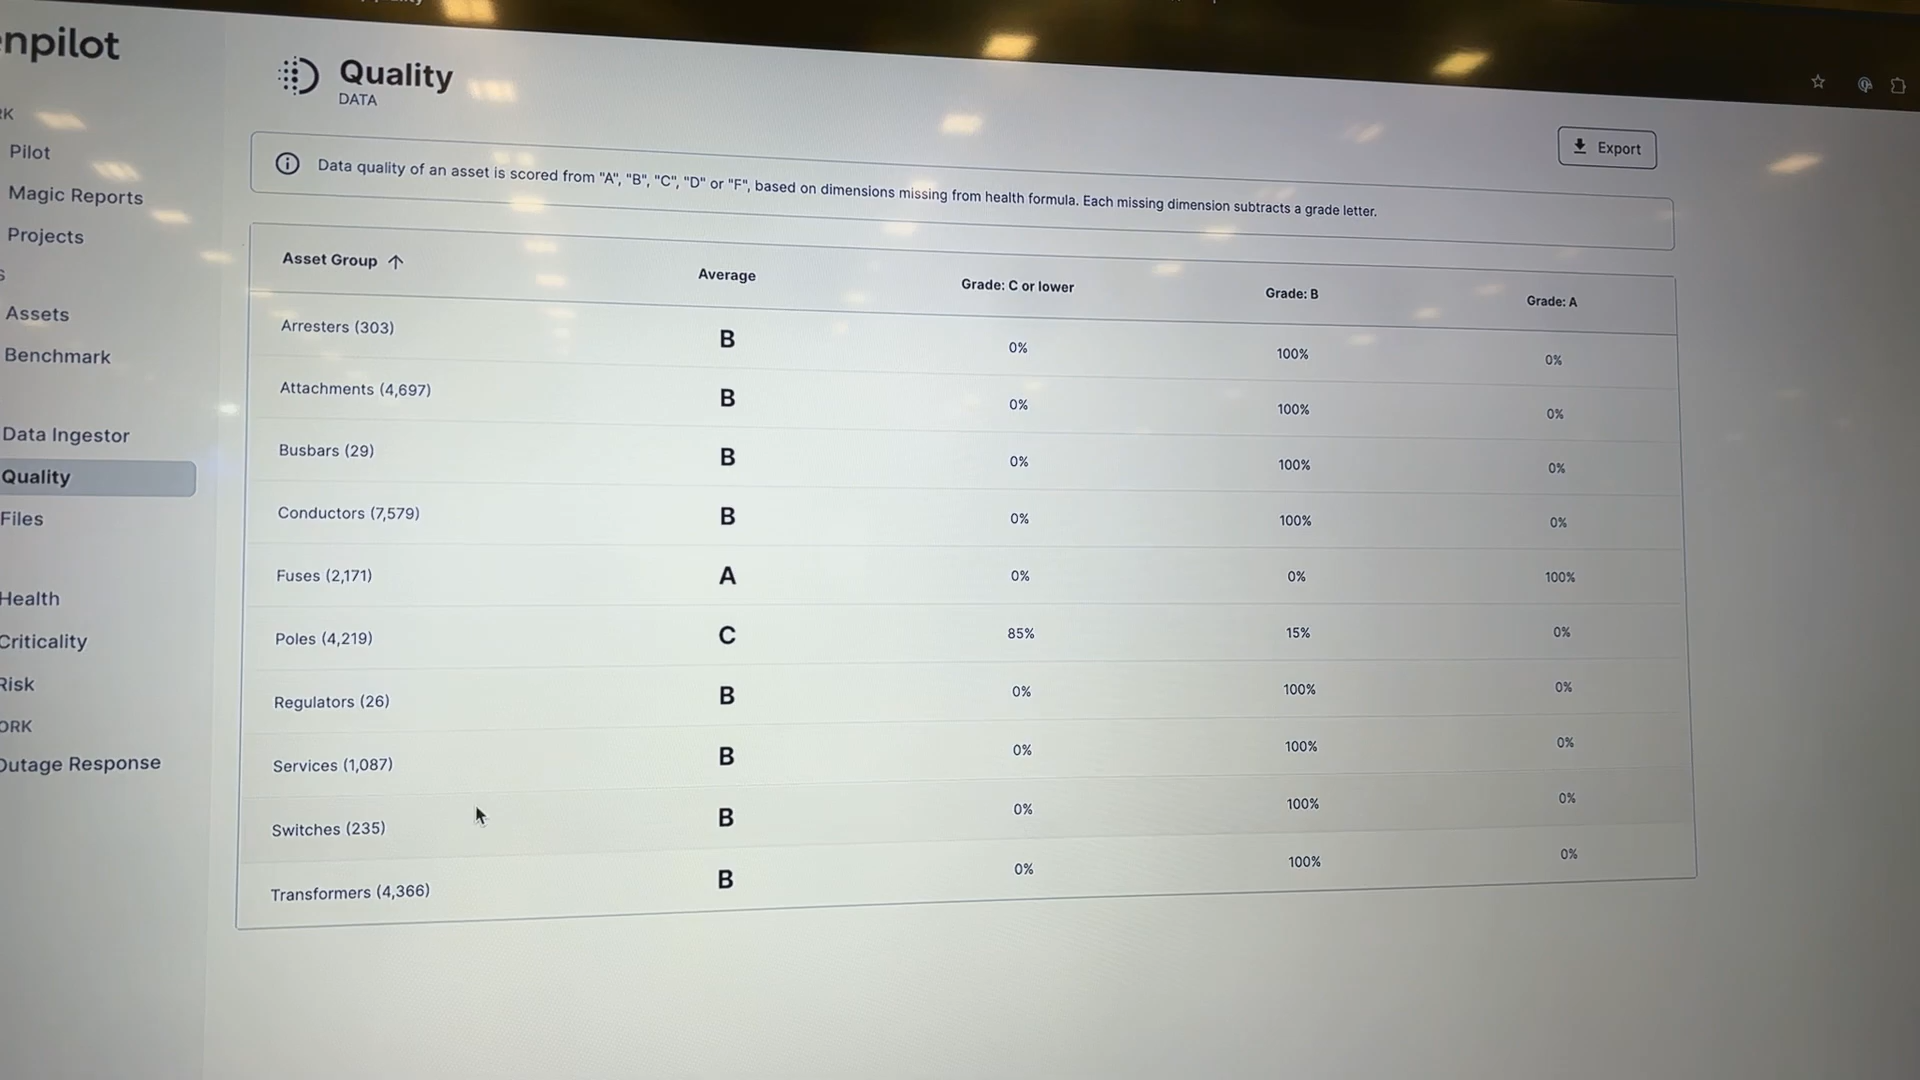 npilot
Quality
DATA
Export
Data quality of an asset is scored from "A", "B", "C", "D" or "F", based on dimensions missing from health formula. Each missing dimension subtracts a grade letter.
RK
Pilot
Magic Reports
Projects
S
Assets
Benchmark
Data Ingestor
Quality
Files
Health
Criticality
Risk
ORK
Outage Response
Asset Group ↑ Average Grade: C or lower Grade: B Grade: A
Arresters (303) B 0% 100% 0%
Attachments (4,697) B 0% 100% 0%
Busbars (29) B 0% 100% 0%
Conductors (7,579) B 0% 100% 0%
Fuses (2,171) A 0% 0% 100%
Poles (4,219) C 85% 15% 0%
Regulators (26) B 0% 100% 0%
Services (1,087) B 0% 100% 0%
Switches (235) B 0% 100% 0%
Transformers (4,366) B 0% 100% 0%